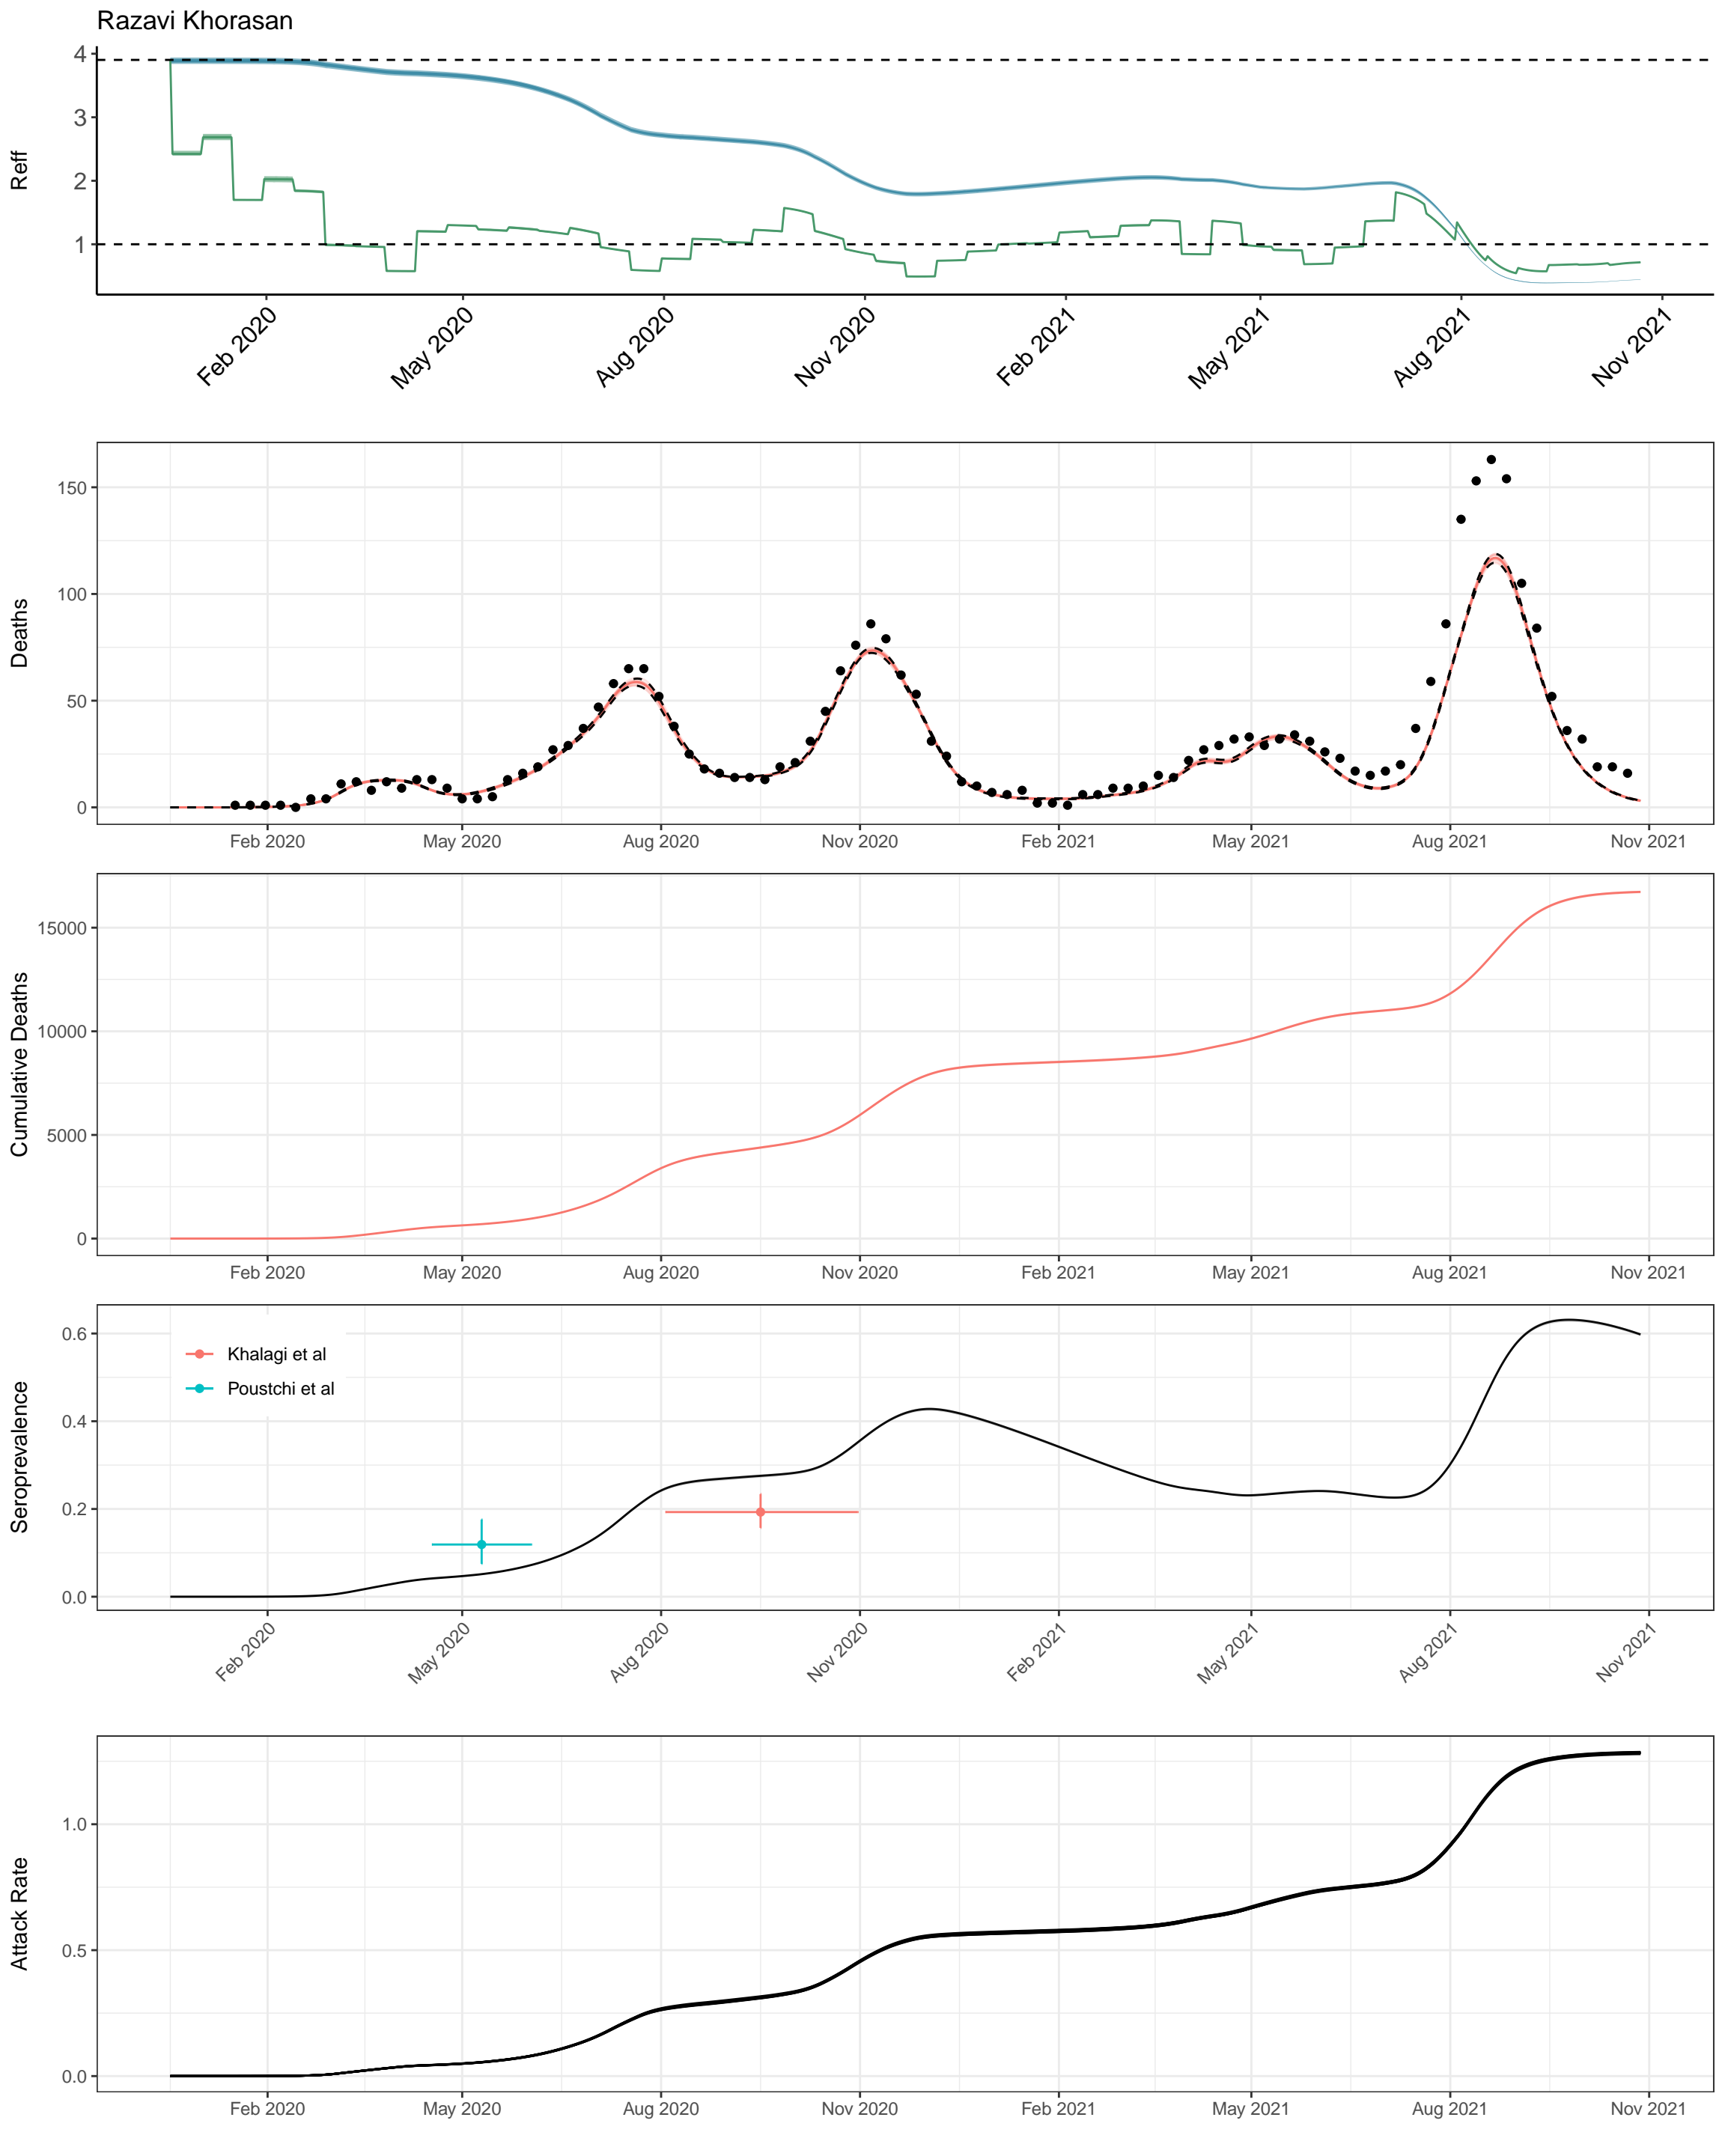 Razavi Khorasan
Reff
4
3
2
1
Feb 2020 May 2020 Aug 2020 Nov 2020 Feb 2021 May 2021 Aug 2021 Nov 2021
Deaths
150
100
50
0
Feb 2020 May 2020 Aug 2020 Nov 2020 Feb 2021 May 2021 Aug 2021 Nov 2021
Cumulative Deaths
15000
10000
5000
0
Feb 2020 May 2020 Aug 2020 Nov 2020 Feb 2021 May 2021 Aug 2021 Nov 2021
Seroprevalence
0.6
0.4
0.2
0.0
Khalagi et al
Poustchi et al
Feb 2020 May 2020 Aug 2020 Nov 2020 Feb 2021 May 2021 Aug 2021 Nov 2021
Attack Rate
1.0
0.5
0.0
Feb 2020 May 2020 Aug 2020 Nov 2020 Feb 2021 May 2021 Aug 2021 Nov 2021